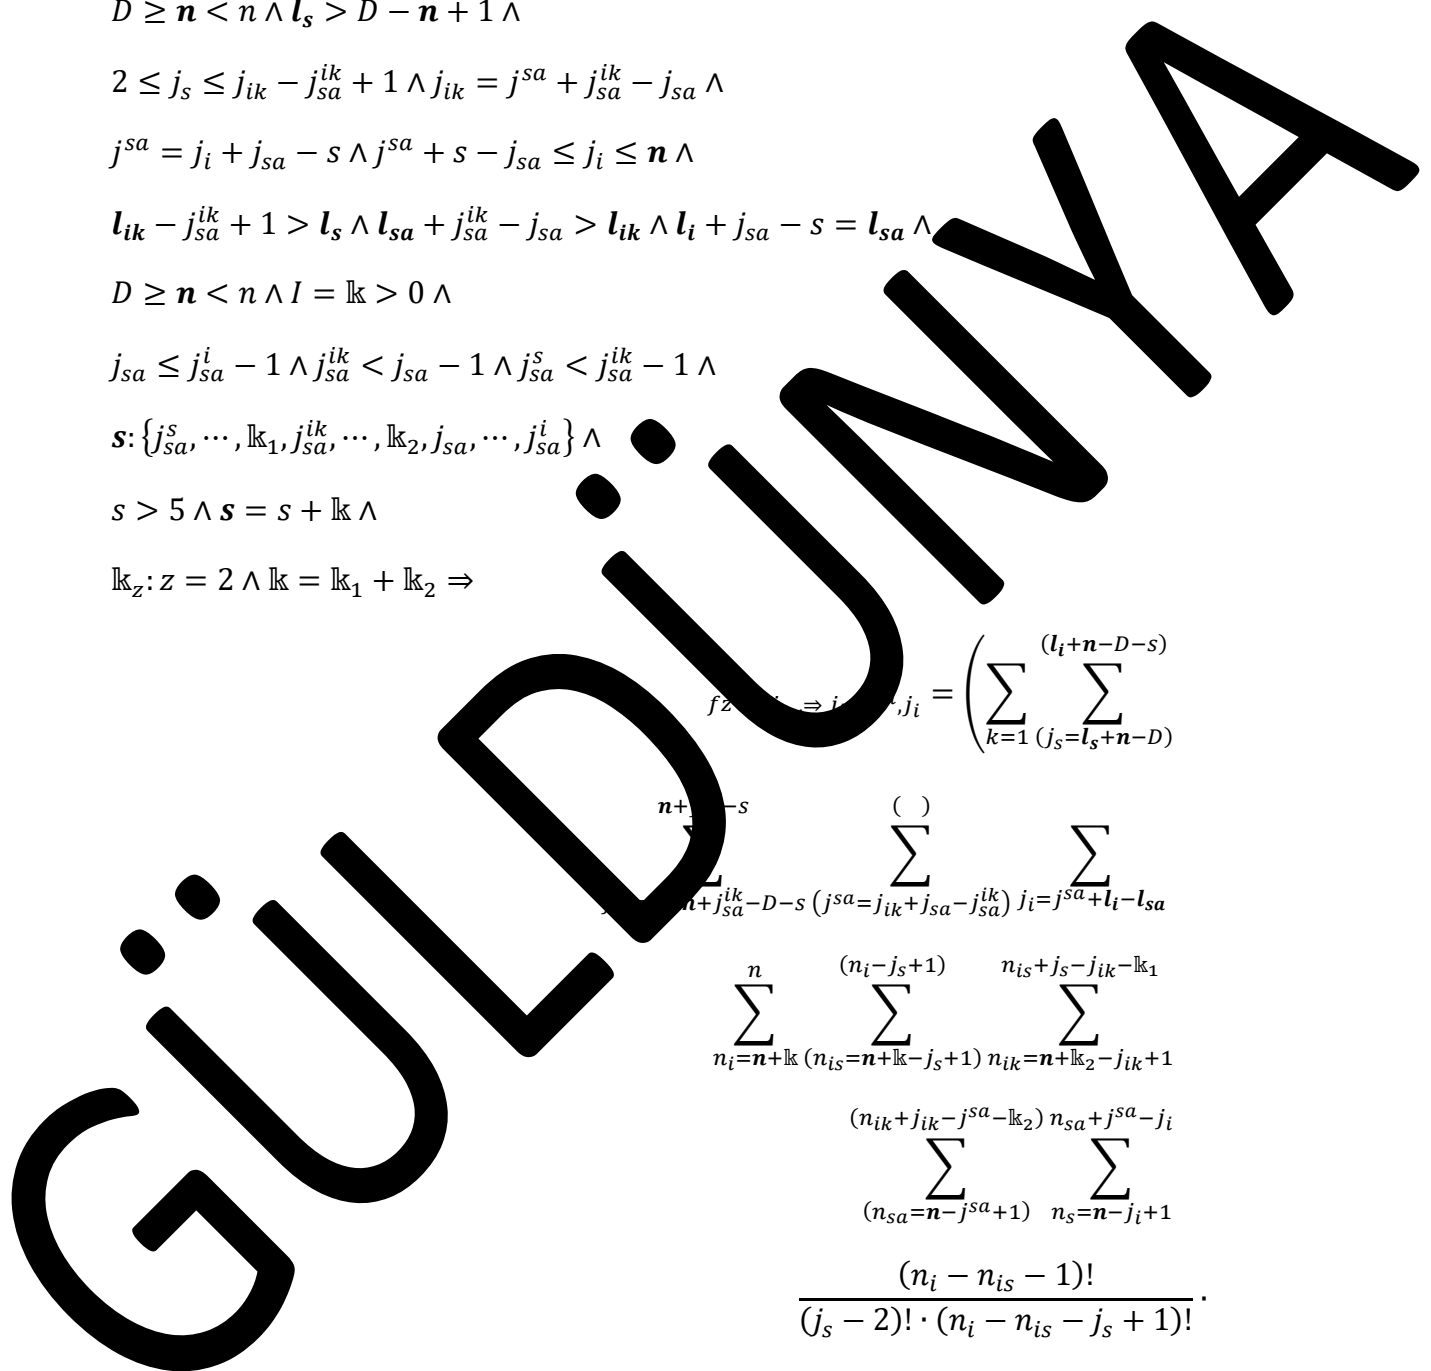 D ≥ n < n ∧ l_s > D − n + 1 ∧
2 ≤ j_s ≤ j_{ik} − j_{sa}^{ik} + 1 ∧ j_{ik} = j^{sa} + j_{sa}^{ik} − j_{sa} ∧
j^{sa} = j_i + j_{sa} − s ∧ j^{sa} + s − j_{sa} ≤ j_i ≤ n ∧
l_{ik} − j_{sa}^{ik} + 1 > l_s ∧ l_{sa} + j_{sa}^{ik} − j_{sa} > l_{ik} ∧ l_i + j_{sa} − s = l_{sa} ∧
D ≥ n < n ∧ I = 𝕜 > 0 ∧
j_{sa} ≤ j_{sa}^{i} − 1 ∧ j_{sa}^{ik} < j_{sa} − 1 ∧ j_{sa}^{s} < j_{sa}^{ik} − 1 ∧
s: {j_{sa}^{s}, ⋯, 𝕜_1, j_{sa}^{ik}, ⋯, 𝕜_2, j_{sa}, ⋯, j_{sa}^{i}} ∧
s > 5 ∧ s = s + 𝕜 ∧
𝕜_z: z = 2 ∧ 𝕜 = 𝕜_1 + 𝕜_2 ⇒
fz ⇒ ,j_i = ( ∑_{k=1} ∑_{(j_s=l_s+n−D)}^{(l_i+n−D−s)}
∑_{n+j_{sa}^{ik}−D−s}^{n+ −s} ∑_{(j^{sa}=j_{ik}+j_{sa}−j_{sa}^{ik})}^{( )} ∑_{j_i=j^{sa}+l_i−l_{sa}}
∑_{n_i=n+𝕜}^{n} ∑_{(n_{is}=n+𝕜−j_s+1)}^{(n_i−j_s+1)} ∑_{n_{ik}=n+𝕜_2−j_{ik}+1}^{n_{is}+j_s−j_{ik}−𝕜_1}
∑_{(n_{sa}=n−j^{sa}+1)}^{(n_{ik}+j_{ik}−j^{sa}−𝕜_2)} ∑_{n_s=n−j_i+1}^{n_{sa}+j^{sa}−j_i}
(n_i − n_{is} − 1)! / (j_s − 2)! · (n_i − n_{is} − j_s + 1)! ·
GÜLDÜNYA